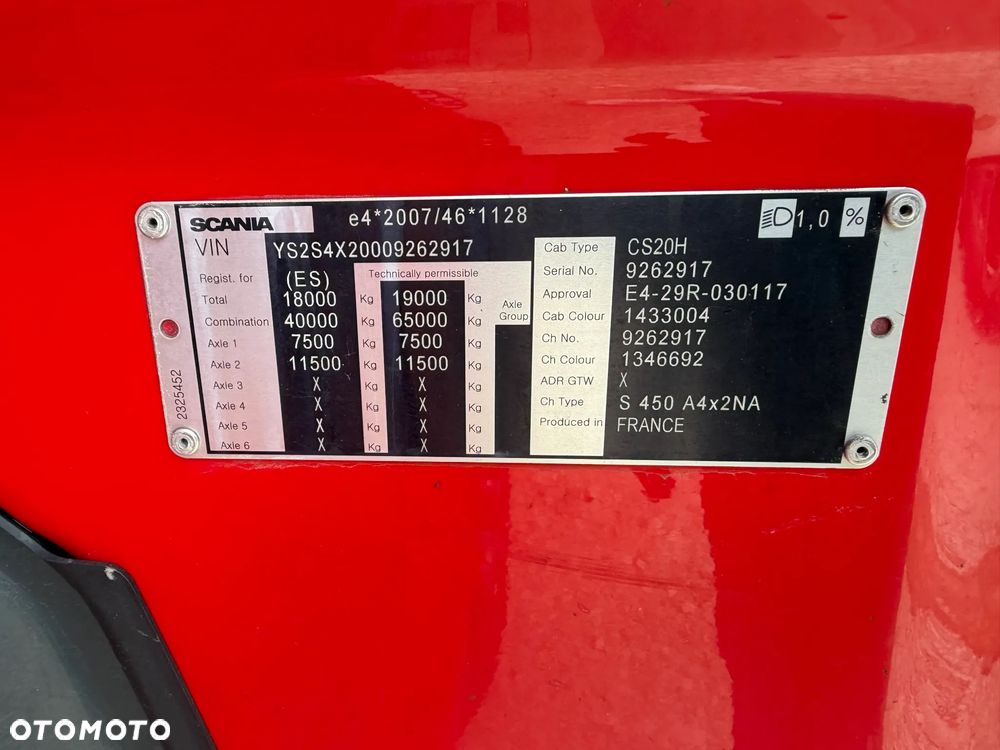 SCANIA e4*2007/46*1128 1,0 %
VIN YS2S4X20009262917
Regist. for (ES) Technically permissible
Total 18000 Kg 19000 Kg Axle Group
Combination 40000 Kg 65000 Kg
Axle 1 7500 Kg 7500 Kg
Axle 2 11500 Kg 11500 Kg
Axle 3 X Kg X Kg
Axle 4 X Kg X Kg
Axle 5 X Kg X Kg
Axle 6 X Kg X Kg
Cab Type CS20H
Serial No. 9262917
Approval E4-29R-030117
Cab Colour 1433004
Ch No. 9262917
Ch Colour 1346692
ADR GTW X
Ch Type S 450 A4x2NA
Produced in FRANCE
2325452
OTOMOTO